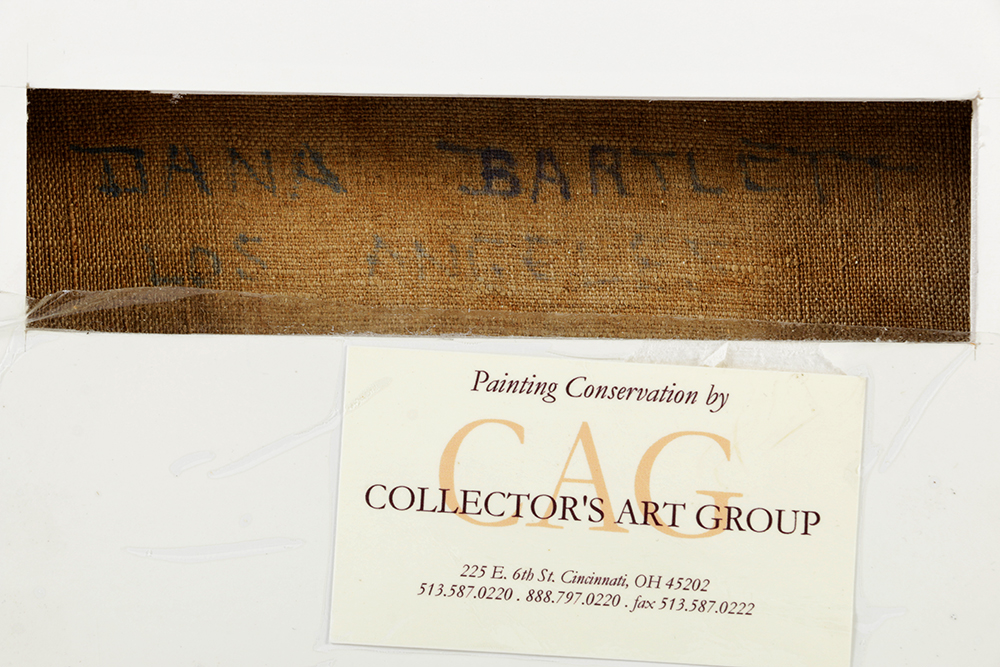 DANA BARTLETT
LOS ANGELES
Painting Conservation by
CAG
COLLECTOR'S ART GROUP
225 E. 6th St. Cincinnati, OH 45202
513.587.0220 . 888.797.0220 . fax 513.587.0222